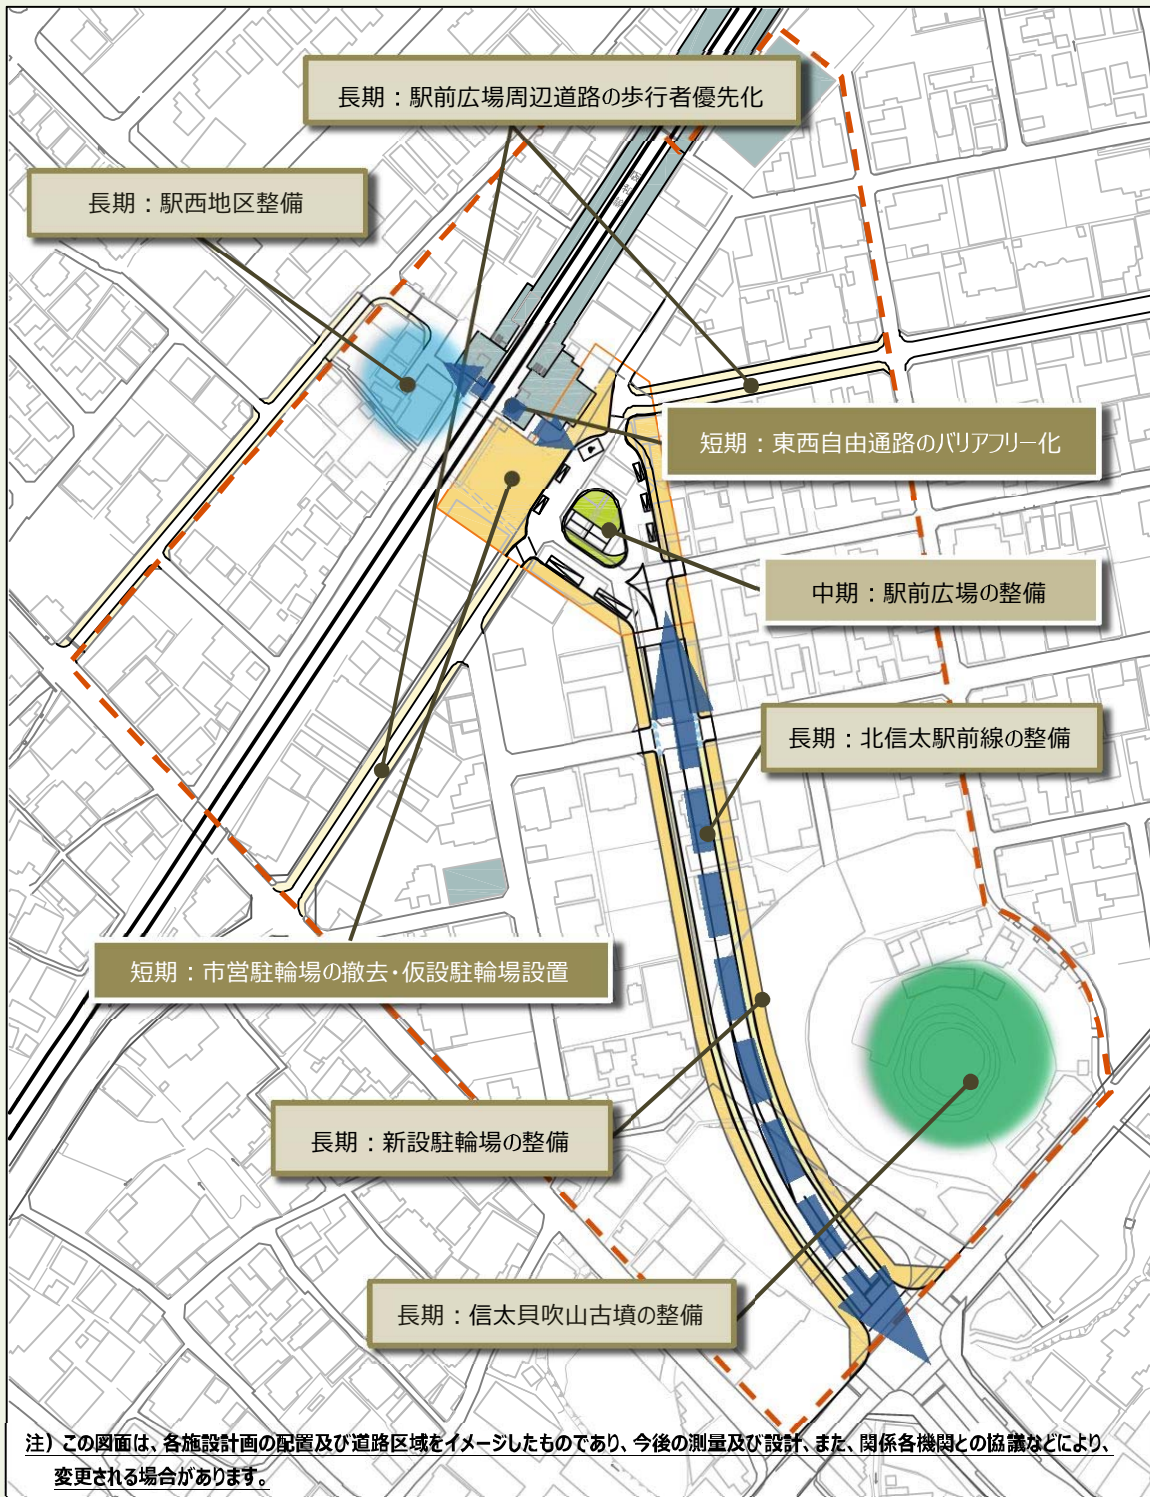 長期：駅前広場周辺道路の歩行者優先化
長期：駅西地区整備
短期：東西自由通路のバリアフリー化
中期：駅前広場の整備
長期：北信太駅前線の整備
短期：市営駐輪場の撤去・仮設駐輪場設置
長期：新設駐輪場の整備
長期：信太貝吹山古墳の整備
注）この図面は、各施設計画の配置及び道路区域をイメージしたものであり、今後の測量及び設計、また、関係各機関との協議などにより、
変更される場合があります。